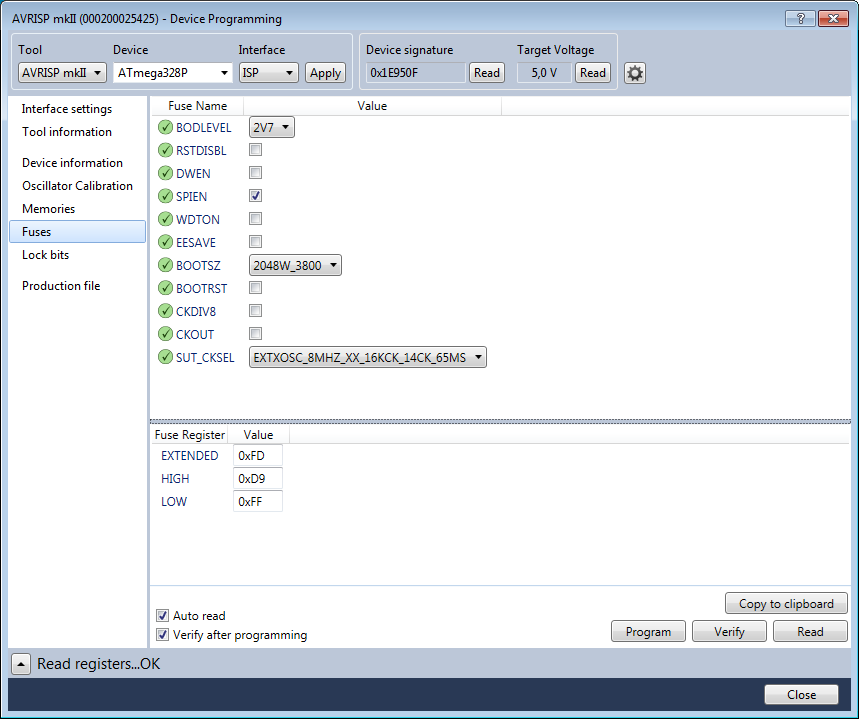 AVRISP mkII (000200025425) - Device Programming
Tool
Device
Interface
Device signature
Target Voltage
AVRISP mkII
ATmega328P
ISP
Apply
0x1E950F
Read
5,0 V
Read
Interface settings
Tool information
Device information
Oscillator Calibration
Memories
Fuses
Lock bits
Production file
Fuse Name
Value
BODLEVEL
2V7
RSTDISBL
DWEN
SPIEN
WDTON
EESAVE
BOOTSZ
2048W_3800
BOOTRST
CKDIV8
CKOUT
SUT_CKSEL
EXTXOSC_8MHZ_XX_16KCK_14CK_65MS
Fuse Register
Value
EXTENDED
0xFD
HIGH
0xD9
LOW
0xFF
Auto read
Verify after programming
Copy to clipboard
Program
Verify
Read
Read registers...OK
Close